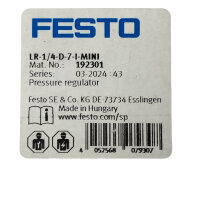 FESTO
LR-1/4-D-7-I-MINI
Mat. No.: 192301
Series: 03-2024 :43
Pressure regulator
Festo SE & Co. KG DE-73734 Esslingen
Made in Hungary
www.festo.com/sp
4 057568 079307